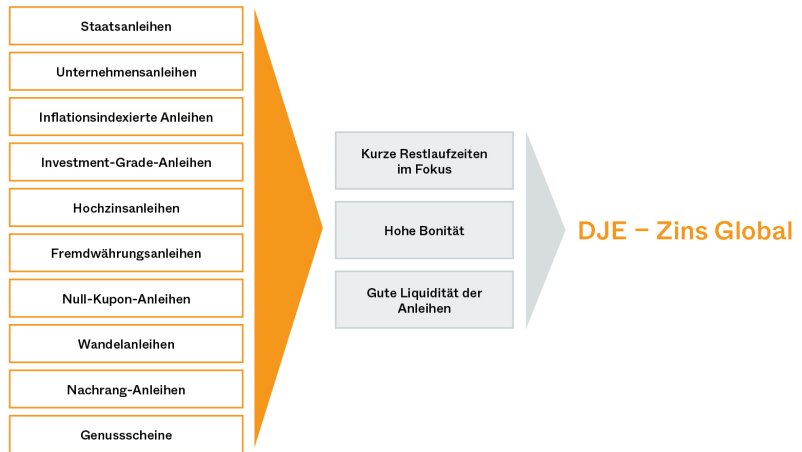 Staatsanleihen
Unternehmensanleihen
Inflationsindexierte Anleihen
Investment-Grade-Anleihen
Hochzinsanleihen
Fremdwährungsanleihen
Null-Kupon-Anleihen
Wandelanleihen
Nachrang-Anleihen
Genussscheine
Kurze Restlaufzeiten
im Fokus
Hohe Bonität
Gute Liquidität der
Anleihen
DJE – Zins Global